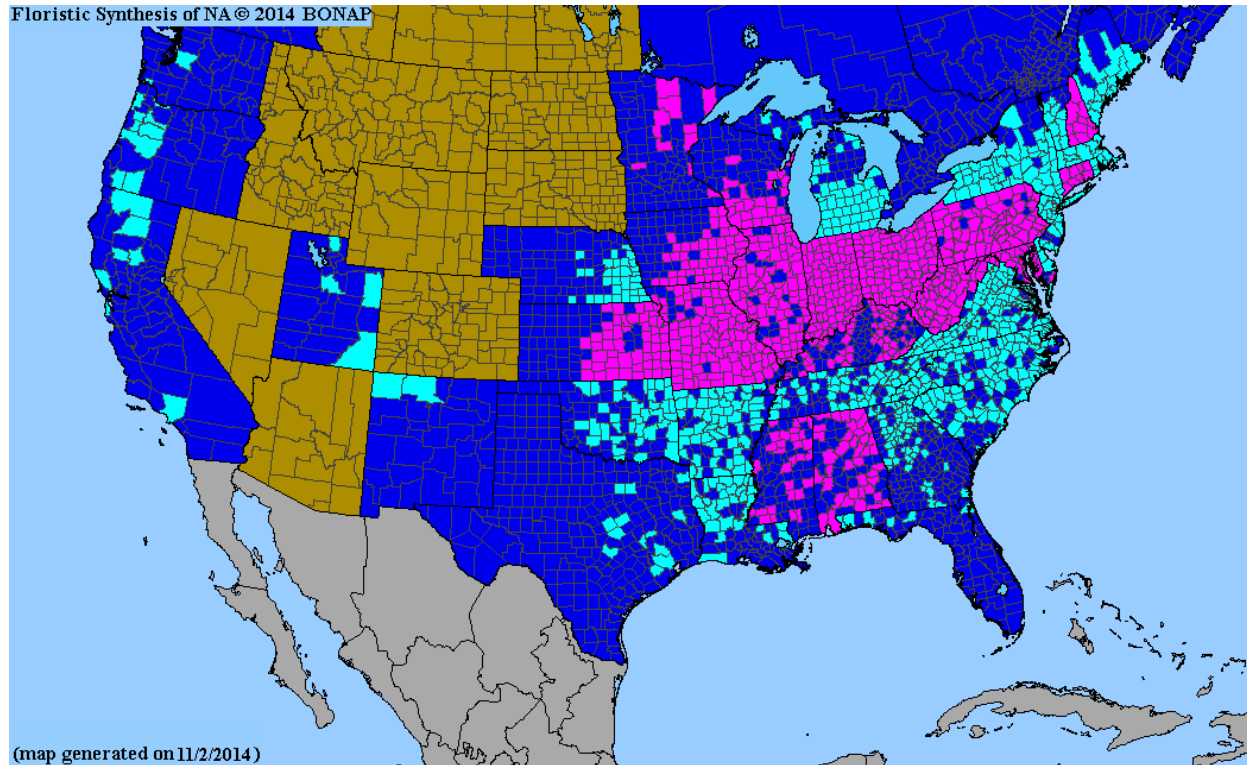 Floristic Synthesis of NA © 2014 BONAP
(map generated on 11/2/2014)